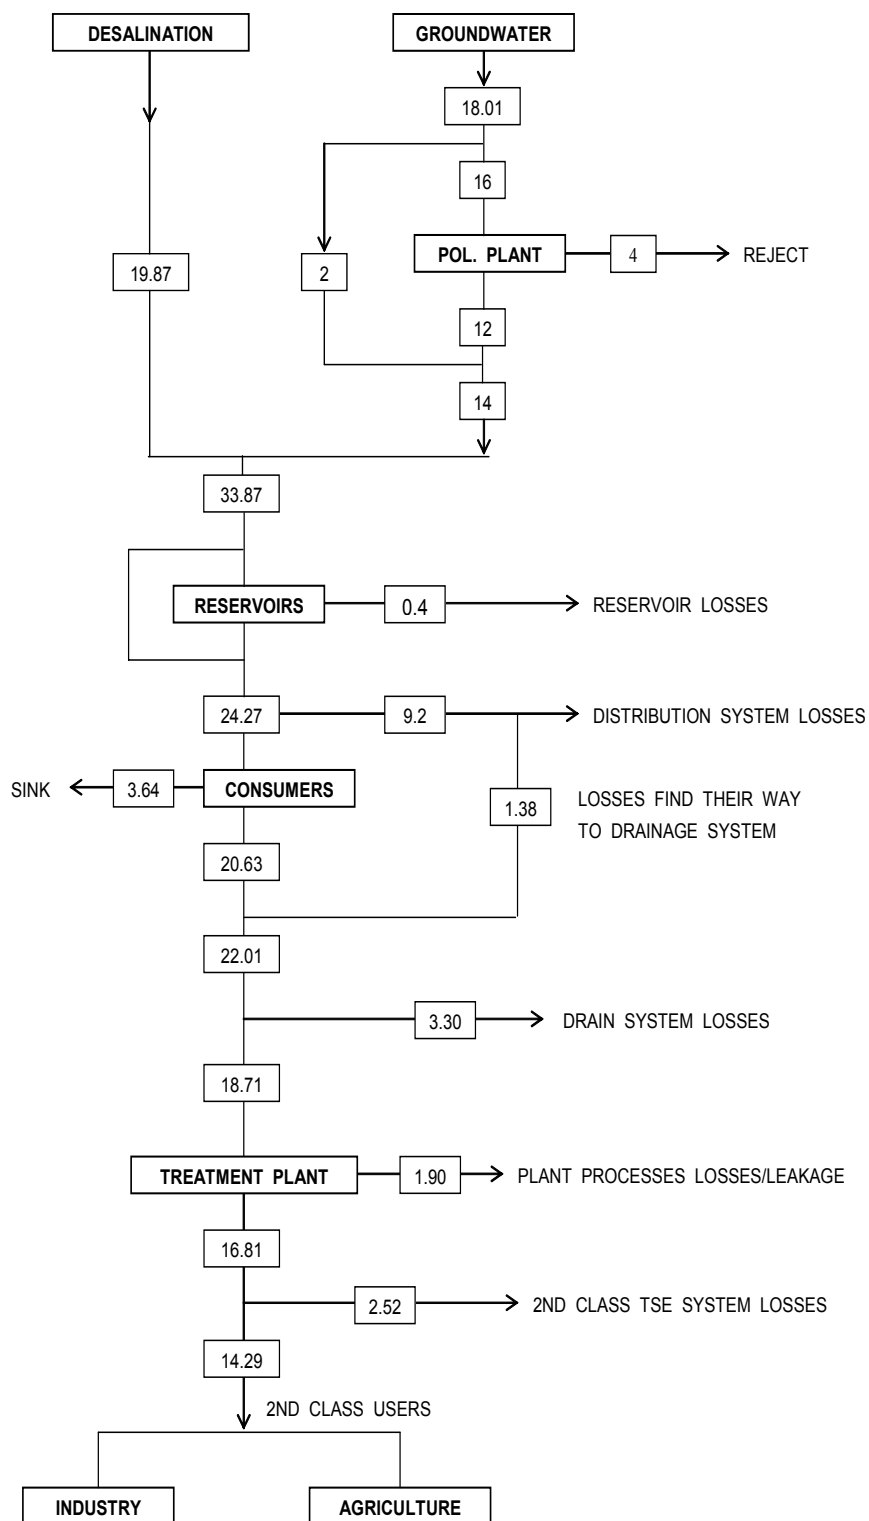 DESALINATION
GROUNDWATER
18.01
16
POL. PLANT
4
REJECT
19.87
2
12
14
33.87
RESERVOIRS
0.4
RESERVOIR LOSSES
24.27
9.2
DISTRIBUTION SYSTEM LOSSES
SINK
3.64
CONSUMERS
1.38
LOSSES FIND THEIR WAY
TO DRAINAGE SYSTEM
20.63
22.01
3.30
DRAIN SYSTEM LOSSES
18.71
TREATMENT PLANT
1.90
PLANT PROCESSES LOSSES/LEAKAGE
16.81
2.52
2ND CLASS TSE SYSTEM LOSSES
14.29
2ND CLASS USERS
INDUSTRY
AGRICULTURE